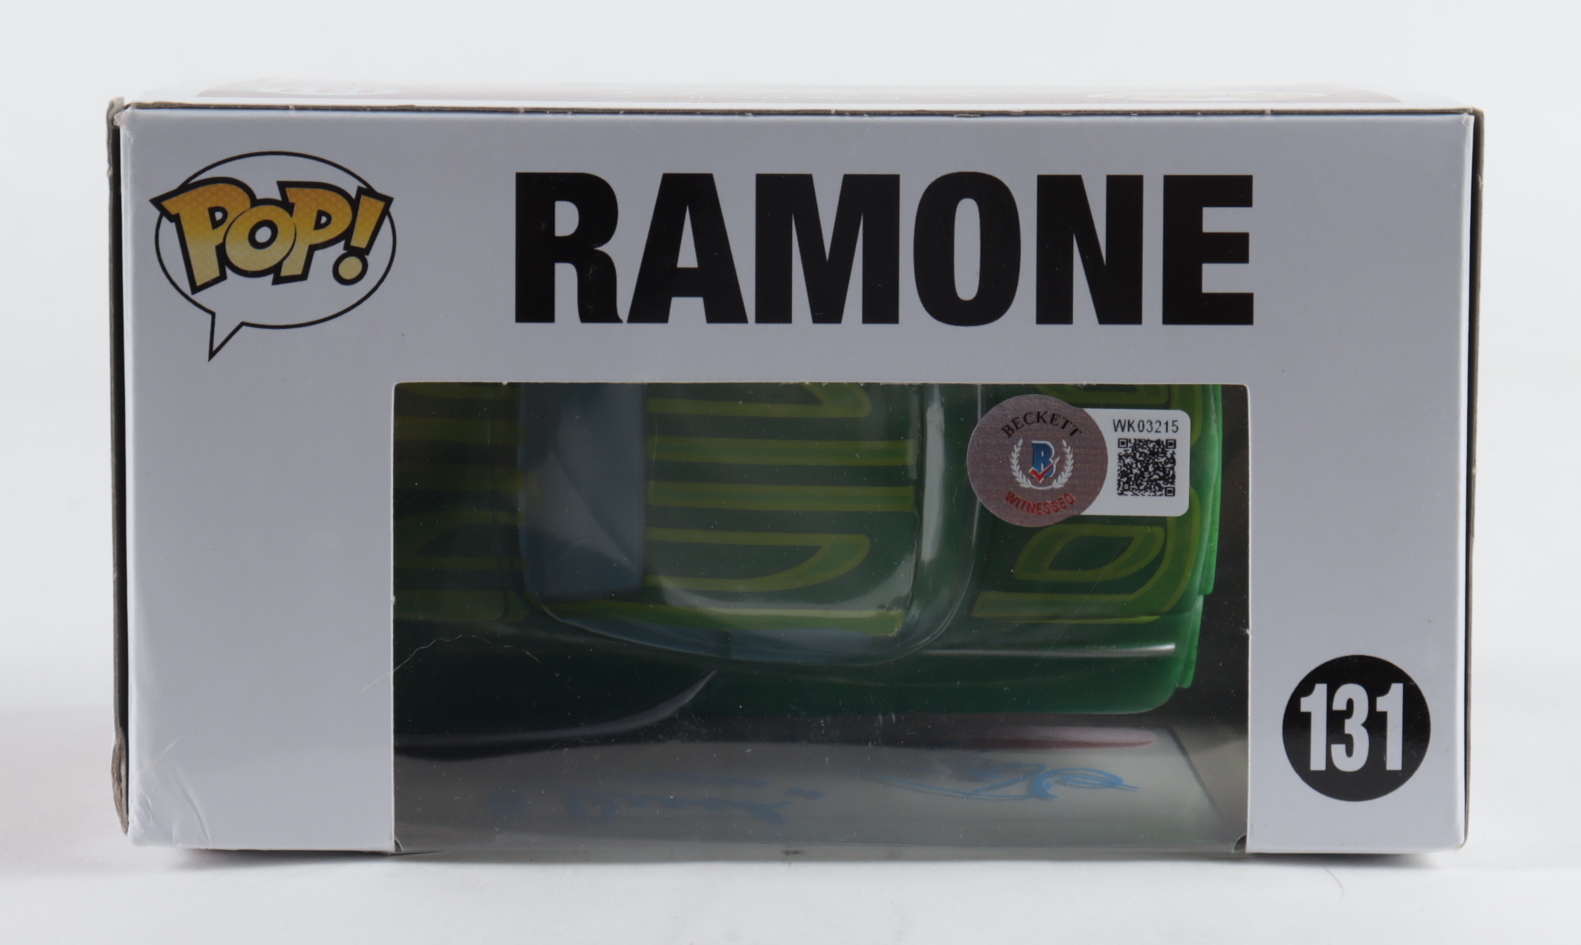 POP!
RAMONE
BECKETT
B
WITNESSED
WK03215
131